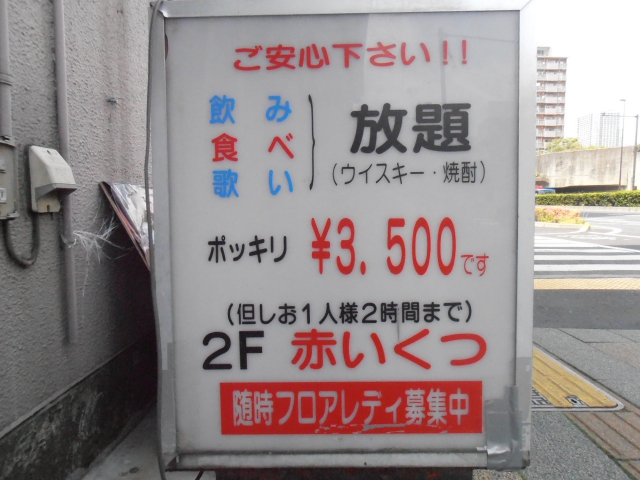 ご安心下さい!!
飲み
食べ
歌い
放題
(ウイスキー・焼酎)
ポッキリ ¥3.500です
(但しお1人様2時間まで)
2F 赤いくつ
随時フロアレディ募集中